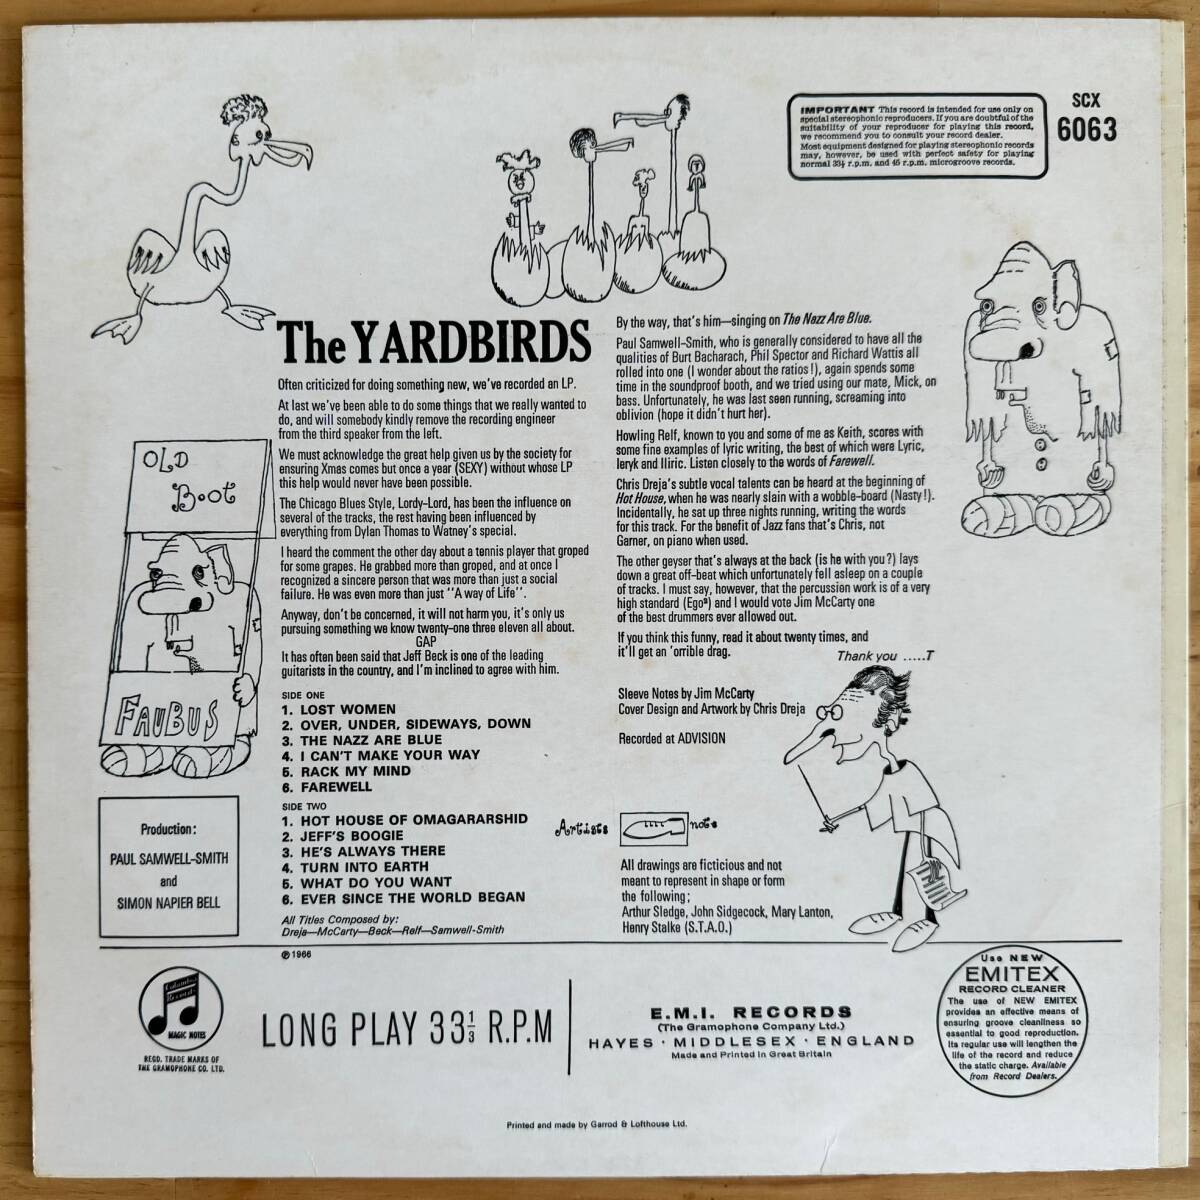 IMPORTANT This record is intended for use only on
special stereophonic reproducers. If you are doubtful of the
suitability of your reproducer for playing this record,
we recommend you to consult your record dealer.
Most equipment designed for playing stereophonic records
may, however, be used with perfect safety for playing
normal 33⅓ r.p.m. and 45 r.p.m. microgroove records.
SCX
6063
The YARDBIRDS
Often criticized for doing something new, we've recorded an LP.
At last we've been able to do some things that we really wanted to
do, and will somebody kindly remove the recording engineer
from the third speaker from the left.
We must acknowledge the great help given us by the society for
ensuring Xmas comes but once a year (SEXY) without whose LP
this help would never have been possible.
The Chicago Blues Style, Lordy-Lord, has been the influence on
several of the tracks, the rest having been influenced by
everything from Dylan Thomas to Watney's special.
I heard the comment the other day about a tennis player that groped
for some grapes. He grabbed more than groped, and at once I
recognized a sincere person that was more than just a social
failure. He was even more than just "A way of Life".
Anyway, don't be concerned, it will not harm you, it's only us
pursuing something we know twenty-one three eleven all about.
GAP
It has often been said that Jeff Beck is one of the leading
guitarists in the country, and I'm inclined to agree with him.
SIDE ONE
1. LOST WOMEN
2. OVER, UNDER, SIDEWAYS, DOWN
3. THE NAZZ ARE BLUE
4. I CAN'T MAKE YOUR WAY
5. RACK MY MIND
6. FAREWELL
SIDE TWO
1. HOT HOUSE OF OMAGARARSHID
2. JEFF'S BOOGIE
3. HE'S ALWAYS THERE
4. TURN INTO EARTH
5. WHAT DO YOU WANT
6. EVER SINCE THE WORLD BEGAN
All Titles Composed by:
Dreja—McCarty—Beck—Relf—Samwell-Smith
℗ 1966
By the way, that's him—singing on The Nazz Are Blue.
Paul Samwell-Smith, who is generally considered to have all the
qualities of Burt Bacharach, Phil Spector and Richard Wattis all
rolled into one (I wonder about the ratios!), again spends some
time in the soundproof booth, and we tried using our mate, Mick, on
bass. Unfortunately, he was last seen running, screaming into
oblivion (hope it didn't hurt her).
Howling Relf, known to you and some of me as Keith, scores with
some fine examples of lyric writing, the best of which were Lyric,
Ieryk and Iliric. Listen closely to the words of Farewell.
Chris Dreja's subtle vocal talents can be heard at the beginning of
Hot House, when he was nearly slain with a wobble-board (Nasty!).
Incidentally, he sat up three nights running, writing the words
for this track. For the benefit of Jazz fans that's Chris, not
Garner, on piano when used.
The other geyser that's always at the back (is he with you?) lays
down a great off-beat which unfortunately fell asleep on a couple
of tracks. I must say, however, that the percussion work is of a very
high standard (Ego²) and I would vote Jim McCarty one
of the best drummers ever allowed out.
If you think this funny, read it about twenty times, and
it'll get an 'orrible drag.
Thank you .....T
Sleeve Notes by Jim McCarty
Cover Design and Artwork by Chris Dreja
Recorded at ADVISION
Artists note
All drawings are ficticious and not
meant to represent in shape or form
the following;
Arthur Sledge, John Sidgecock, Mary Lanton,
Henry Stalke (S.T.A.O.)
OLD
Boot
FAUBUS
Production:
PAUL SAMWELL-SMITH
and
SIMON NAPIER BELL
Columbia
Records
MAGIC NOTES
REGD. TRADE MARKS OF
THE GRAMOPHONE CO. LTD.
LONG PLAY 33⅓ R.P.M
E.M.I. RECORDS
(The Gramophone Company Ltd.)
HAYES · MIDDLESEX · ENGLAND
Made and Printed in Great Britain
Use NEW
EMITEX
RECORD CLEANER
The use of NEW EMITEX
provides an effective means of
ensuring groove cleanliness so
essential to good reproduction.
Its regular use will lengthen the
life of the record and reduce
the static charge. Available
from Record Dealers.
Printed and made by Garrod & Lofthouse Ltd.